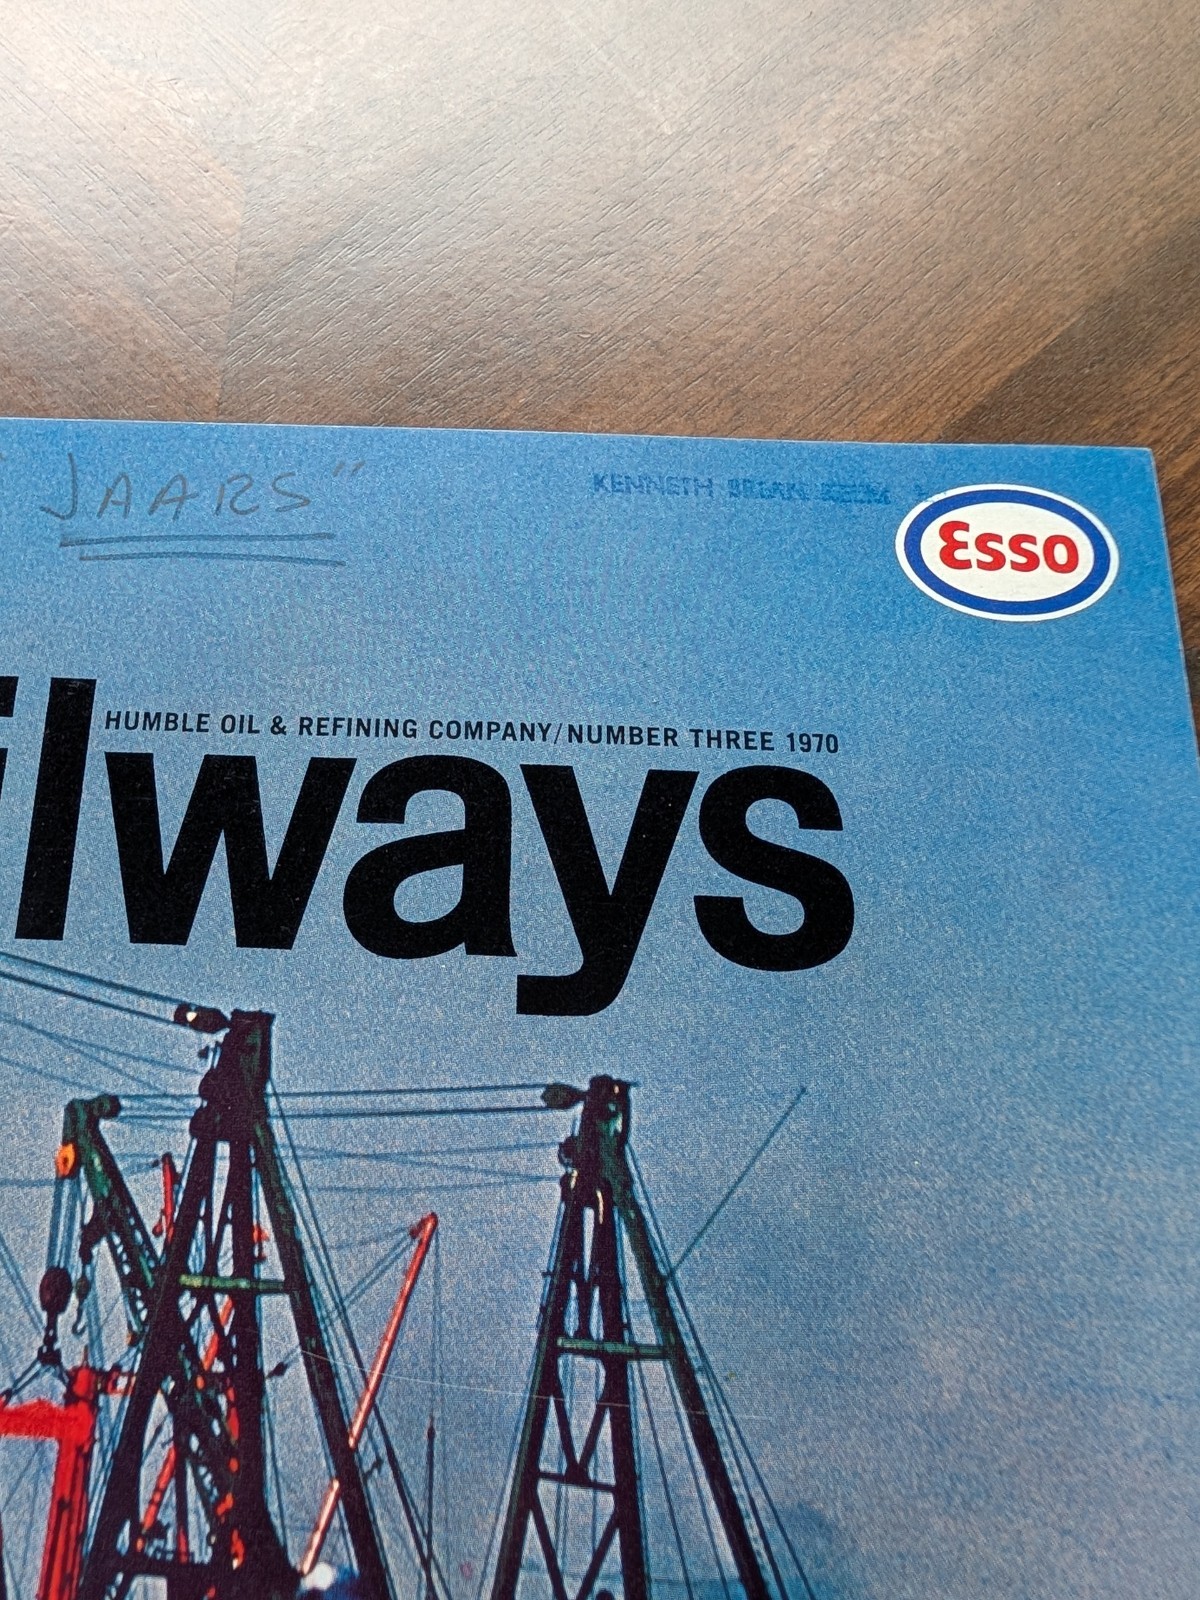 "JAARS"
KENNETH
Esso
HUMBLE OIL & REFINING COMPANY/NUMBER THREE 1970
ilways